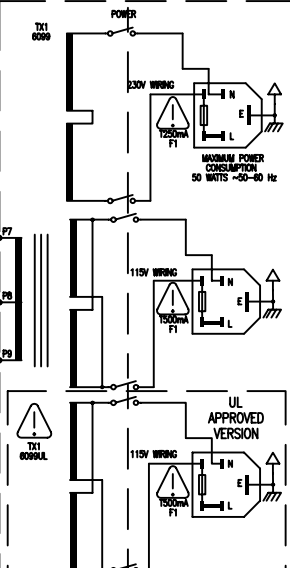 POWER
TX1
6099
230V WIRING
N
E
L
T250mA
F1
MAXIMUM POWER
CONSUMPTION
50 WATTS ~50-60 Hz
P7
P8
P9
115V WIRING
N
E
L
T500mA
F1
UL
APPROVED
VERSION
TX1
6099UL
115V WIRING
N
E
L
T500mA
F1